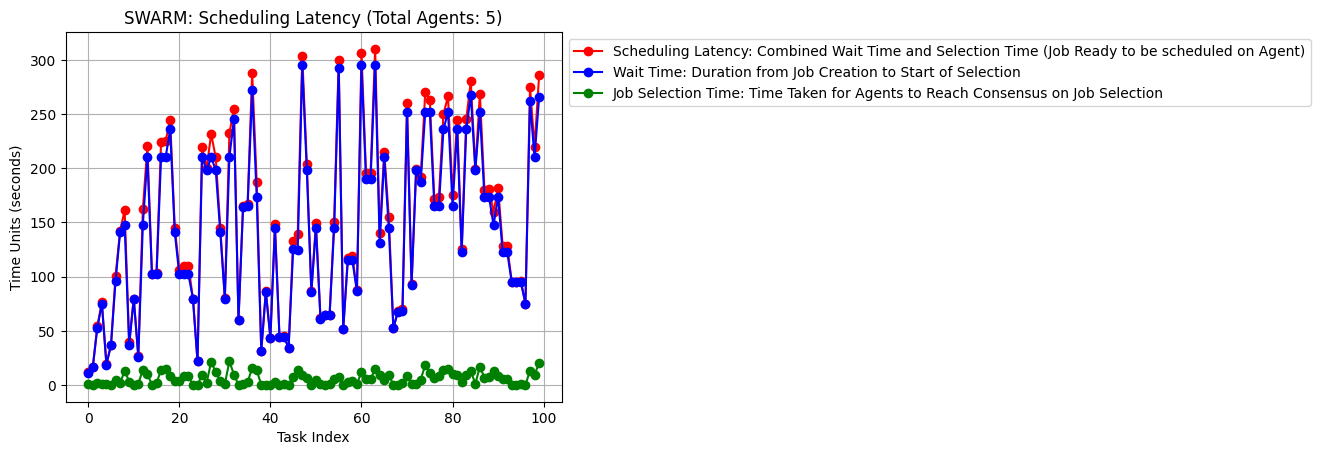 SWARM: Scheduling Latency (Total Agents: 5)
Scheduling Latency: Combined Wait Time and Selection Time (Job Ready to be scheduled on Agent)
Wait Time: Duration from Job Creation to Start of Selection
Job Selection Time: Time Taken for Agents to Reach Consensus on Job Selection
Time Units (seconds)
300
250
200
150
100
50
0
0 20 40 60 80 100
Task Index